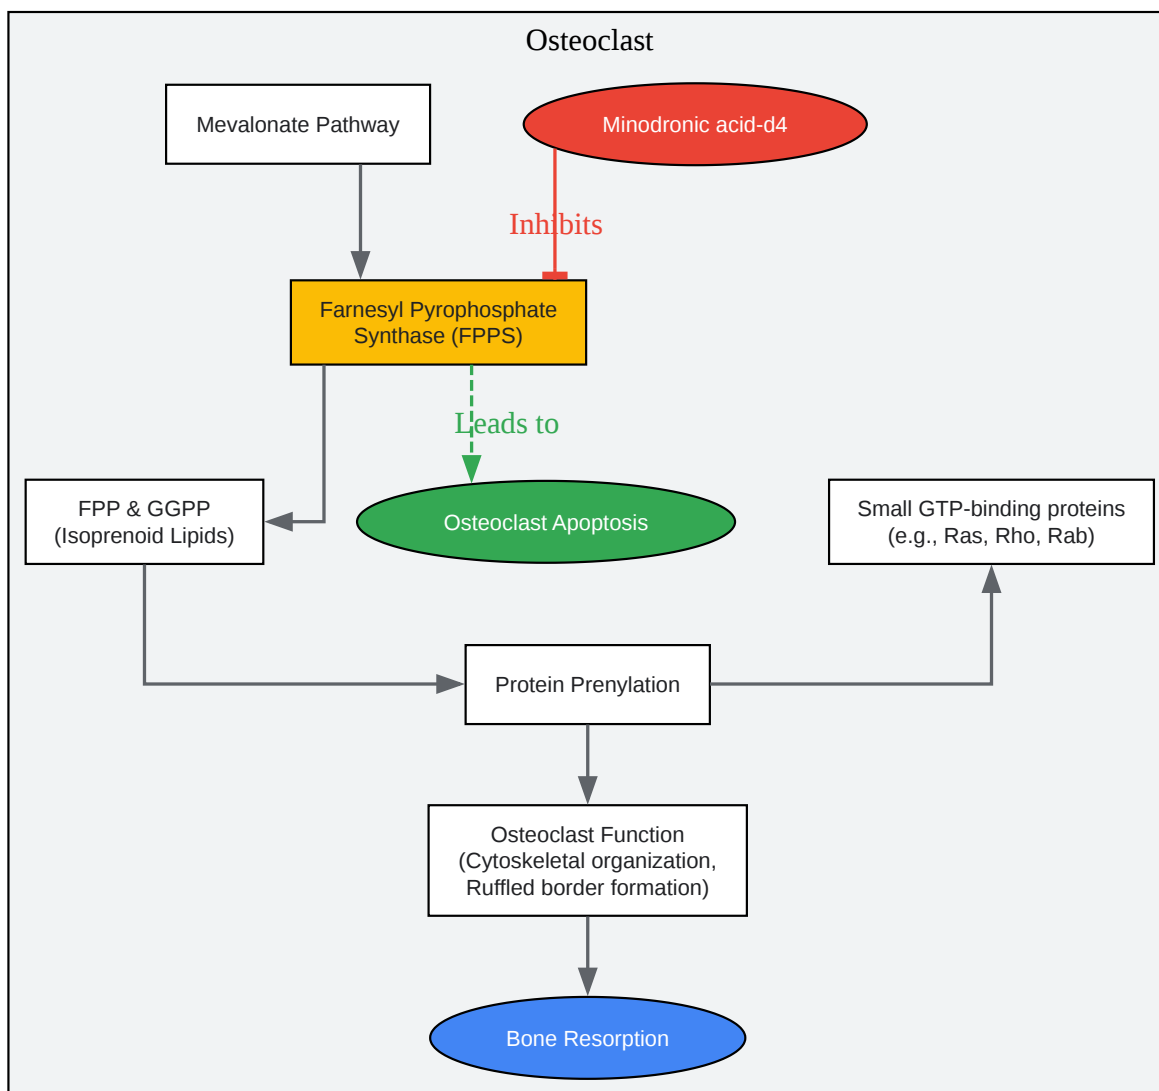 Osteoclast
Mevalonate Pathway
Minodronic acid-d4
Inhibits
Farnesyl Pyrophosphate
Synthase (FPPS)
Leads to
FPP & GGPP
(Isoprenoid Lipids)
Osteoclast Apoptosis
Small GTP-binding proteins
(e.g., Ras, Rho, Rab)
Protein Prenylation
Osteoclast Function
(Cytoskeletal organization,
Ruffled border formation)
Bone Resorption